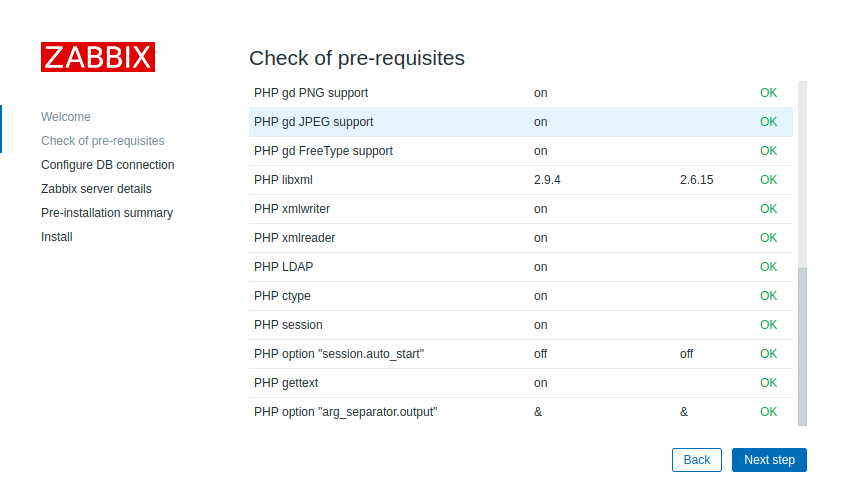 ZABBIX
Welcome
Check of pre-requisites
Configure DB connection
Zabbix server details
Pre-installation summary
Install
Check of pre-requisites
PHP gd PNG support on OK
PHP gd JPEG support on OK
PHP gd FreeType support on OK
PHP libxml 2.9.4 2.6.15 OK
PHP xmlwriter on OK
PHP xmlreader on OK
PHP LDAP on OK
PHP ctype on OK
PHP session on OK
PHP option "session.auto_start" off off OK
PHP gettext on OK
PHP option "arg_separator.output" & & OK
Back Next step